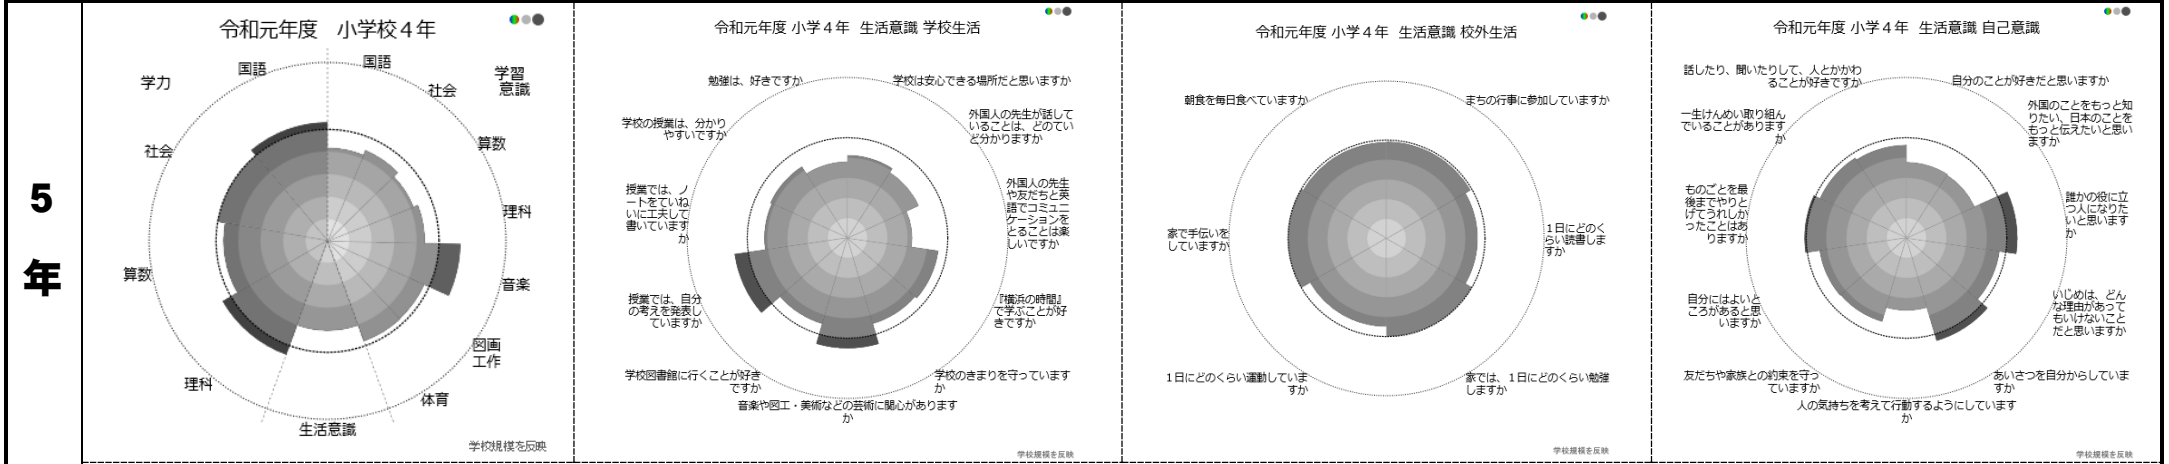 5
年
令和元年度　小学校４年
学力
国語
国語
学習
意識
社会
社会
算数
算数
理科
理科
音楽
図画
工作
体育
生活意識
学校規模を反映
令和元年度 小学４年 生活意識 学校生活
勉強は、好きですか
学校は安心できる場所だと思いますか
学校の授業は、分かり
やすいですか
外国人の先生が話して
いることは、どのてい
ど分かりますか
授業では、ノ
ートをていね
いに工夫して
書いています
か
外国人の先生
や友だちと英
語でコミュニ
ケーションを
とることは楽
しいですか
授業では、自分
の考えを発表し
ていますか
『横浜の時間』
で学ぶことが好
きですか
学校図書館に行くことが好き
ですか
学校のきまりを守っています
か
音楽や図工・美術などの芸術に関心があります
か
学校規模を反映
令和元年度 小学４年 生活意識 校外生活
朝食を毎日食べていますか
まちの行事に参加していますか
家で手伝いを
していますか
１日にどのく
らい読書しま
すか
１日にどのくらい運動していま
すか
家では、１日にどのくらい勉強
しますか
学校規模を反映
令和元年度 小学４年 生活意識 自己意識
話したり、聞いたりして、人とかかわ
ることが好きですか
自分のことが好きだと思いますか
一生けんめい取り組ん
でいることがあります
か
外国のことをもっと知
りたい、日本のことを
もっと伝えたいと思い
ますか
ものごとを最
後までやりと
げてうれしか
ったことはあ
りますか
誰かの役に立
つ人になりた
いと思います
か
自分にはよいと
ころがあると思
いますか
いじめは、どん
な理由があって
もいけないこと
だと思いますか
友だちや家族との約束を守っ
ていますか
あいさつを自分からしていま
すか
人の気持ちを考えて行動するようにしています
か
学校規模を反映